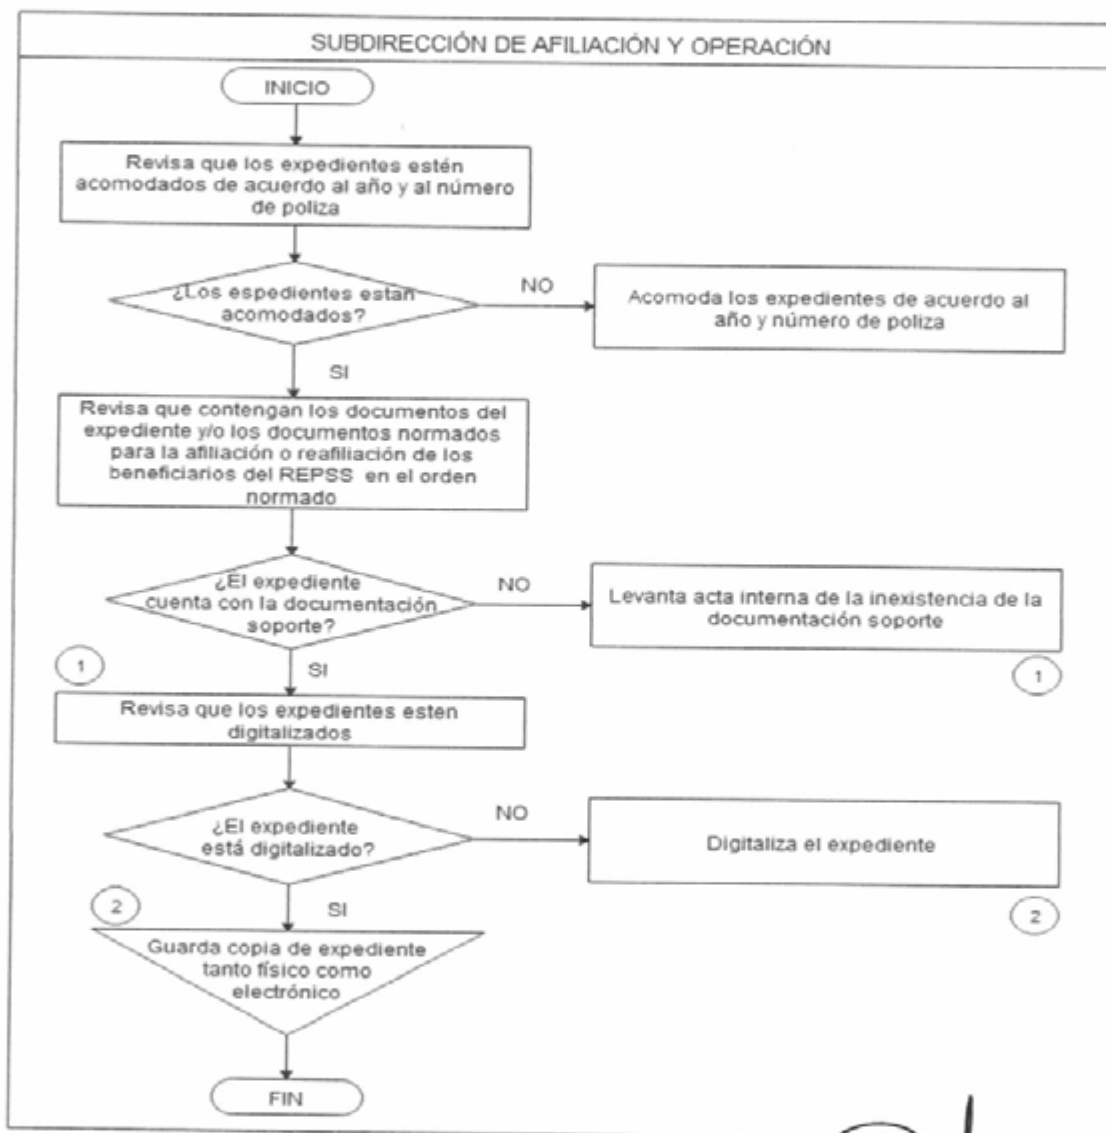 SUBDIRECCIÓN DE AFILIACIÓN Y OPERACIÓN
INICIO
Revisa que los expedientes estén
acomodados de acuerdo al año y al número
de poliza
¿Los espedientes estan
acomodados?
NO
Acomoda los expedientes de acuerdo al
año y número de poliza
SI
Revisa que contengan los documentos del
expediente y/o los documentos normados
para la afiliación o reafiliación de los
beneficiarios del REPSS en el orden
normado
¿El expediente
cuenta con la documentación
soporte?
NO
Levanta acta interna de la inexistencia de la
documentación soporte
1
SI
1
Revisa que los expedientes esten
digitalizados
¿El expediente
está digitalizado?
NO
Digitaliza el expediente
2
SI
2
Guarda copia de expediente
tanto físico como
electrónico
FIN